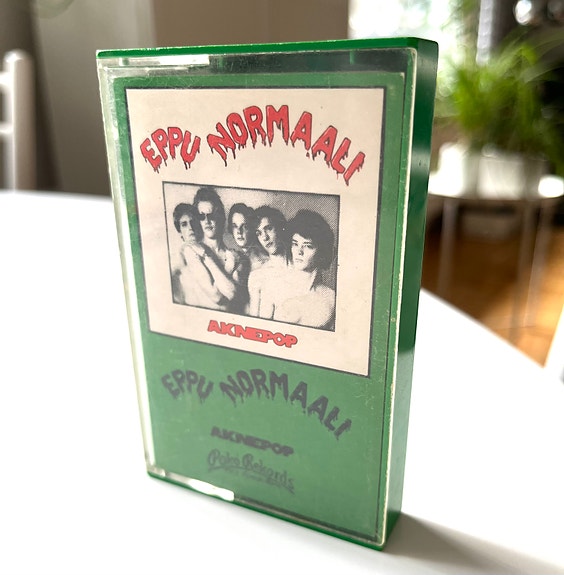 EPPU NORMAALI
AKNEPOP
EPPU NORMAALI
AKNEPOP
Poko Rekords